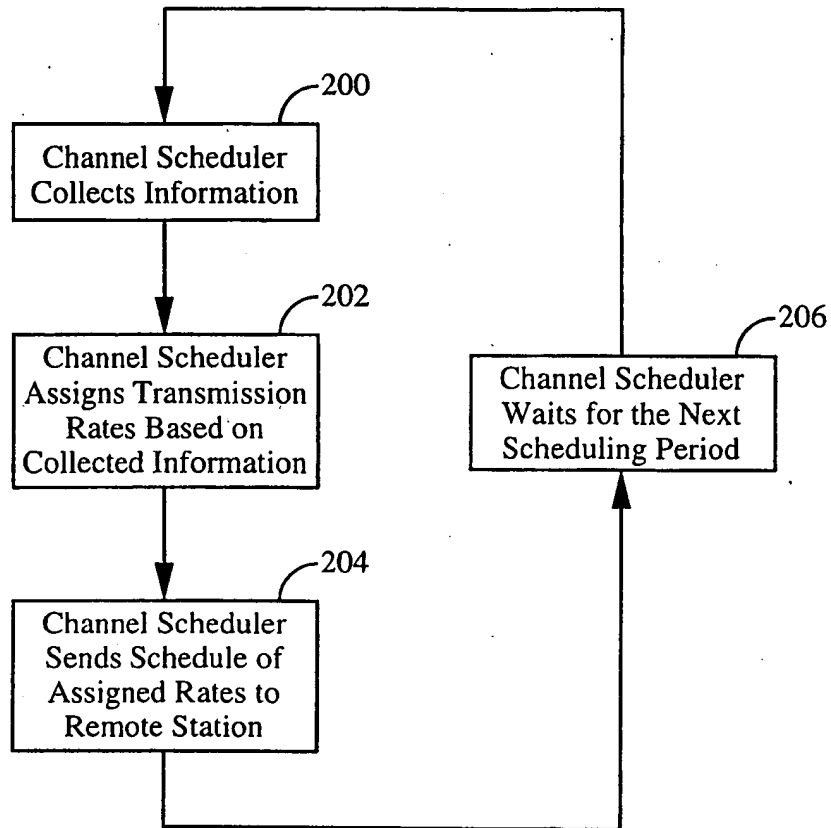 200
Channel Scheduler
Collects Information
202
Channel Scheduler
Assigns Transmission
Rates Based on
Collected Information
204
Channel Scheduler
Sends Schedule of
Assigned Rates to
Remote Station
206
Channel Scheduler
Waits for the Next
Scheduling Period